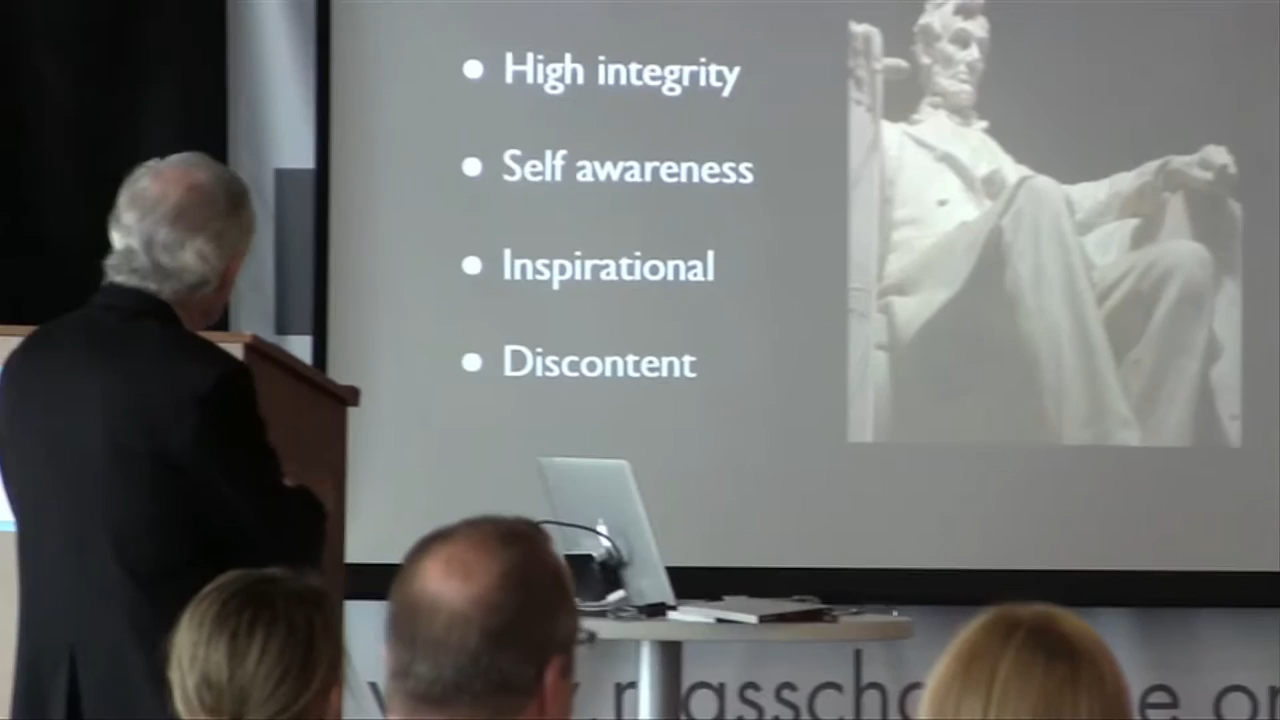 • High integrity
• Self awareness
• Inspirational
• Discontent